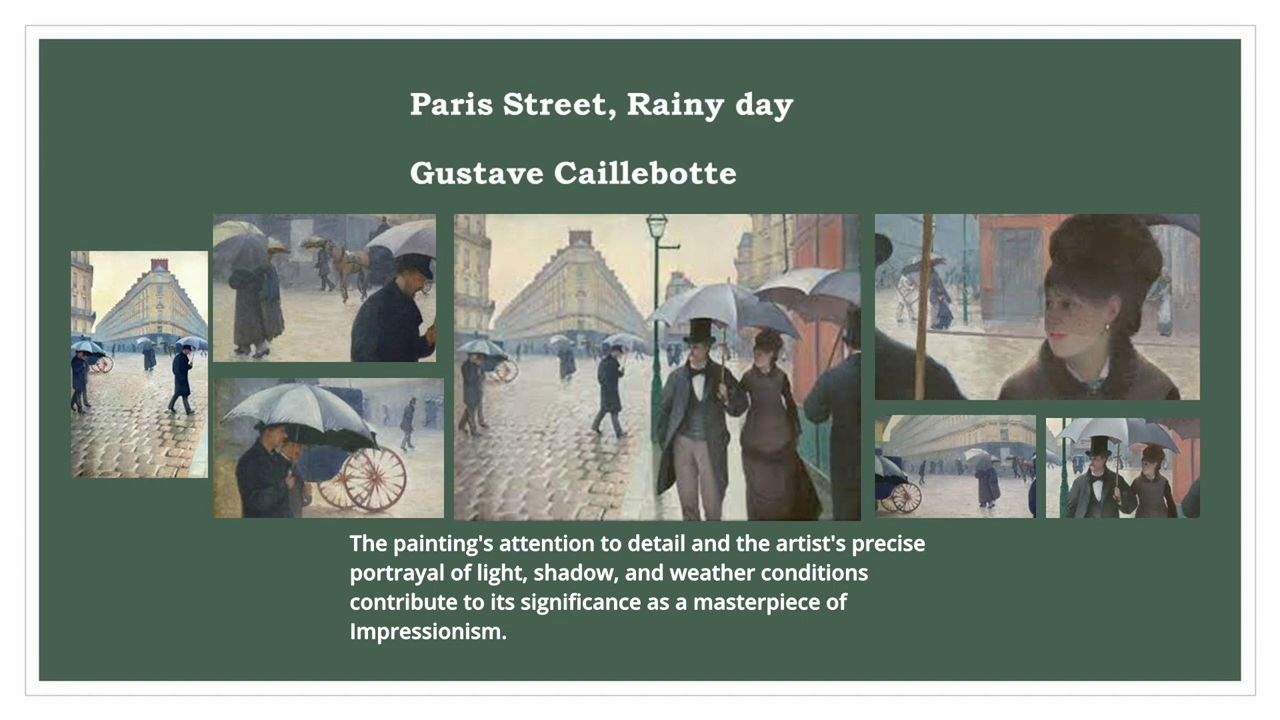 Paris Street, Rainy day
Gustave Caillebotte
The painting's attention to detail and the artist's precise
portrayal of light, shadow, and weather conditions
contribute to its significance as a masterpiece of
Impressionism.